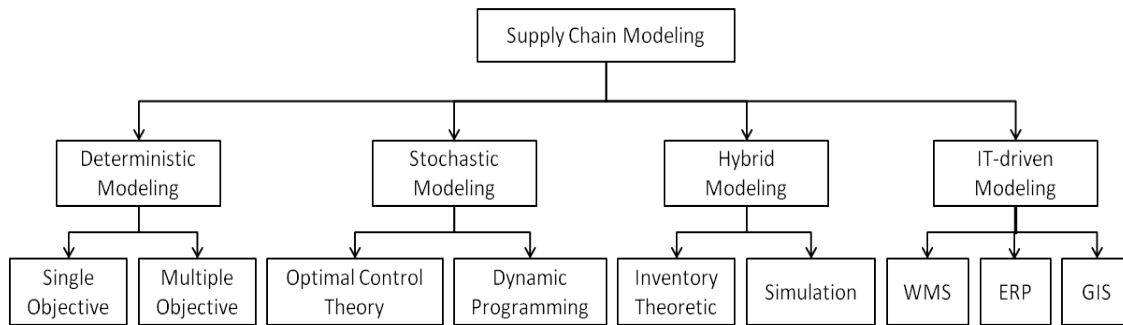 Supply Chain Modeling
Deterministic
Modeling
Stochastic
Modeling
Hybrid
Modeling
IT-driven
Modeling
Single
Objective
Multiple
Objective
Optimal Control
Theory
Dynamic
Programming
Inventory
Theoretic
Simulation
WMS
ERP
GIS